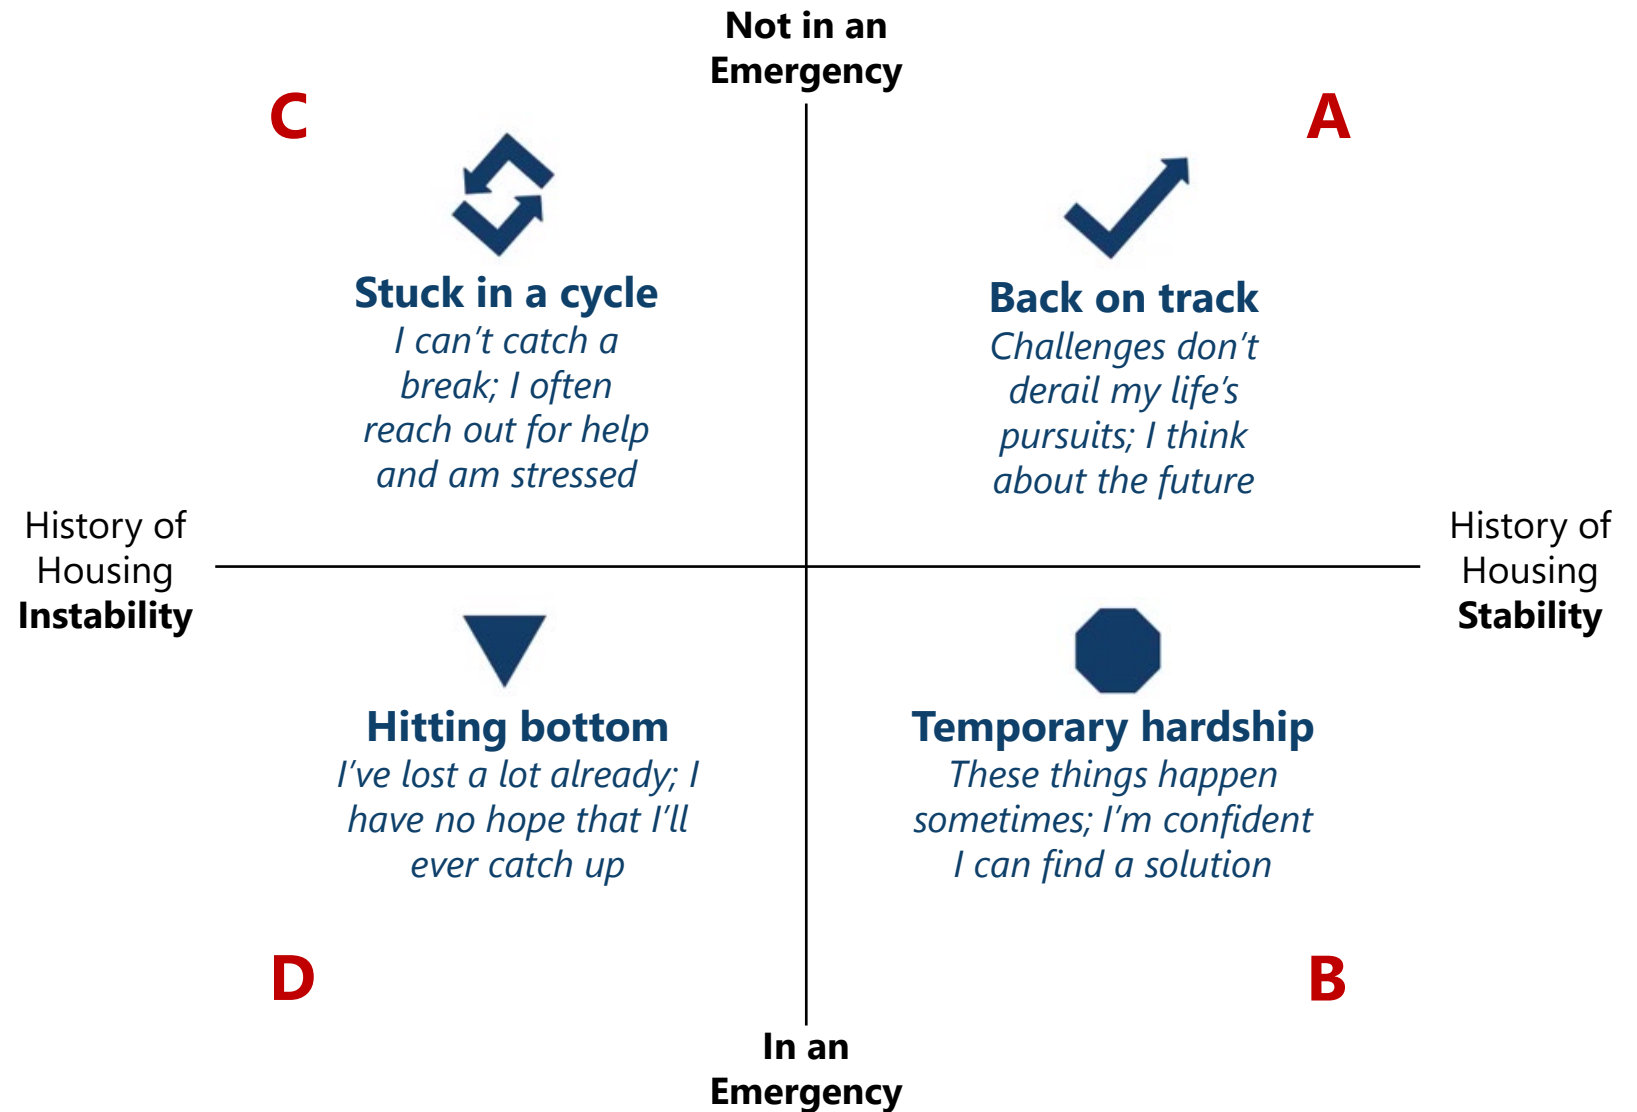 Not in an
Emergency
C
A
Stuck in a cycle
I can’t catch a
break; I often
reach out for help
and am stressed
Back on track
Challenges don’t
derail my life’s
pursuits; I think
about the future
History of
Housing
Instability
History of
Housing
Stability
Hitting bottom
I’ve lost a lot already; I
have no hope that I’ll
ever catch up
Temporary hardship
These things happen
sometimes; I’m confident
I can find a solution
D
B
In an
Emergency